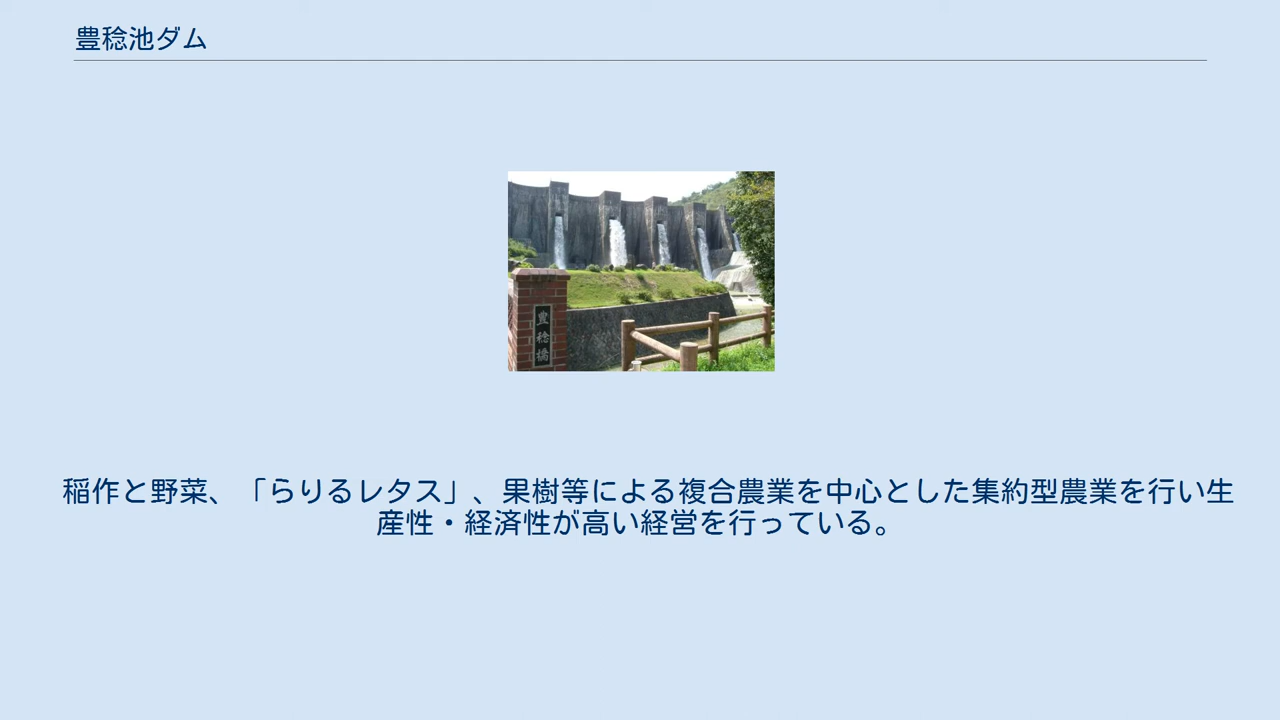 豊稔池ダム
豊稔橋
稲作と野菜、「らりるレタス」、果樹等による複合農業を中心とした集約型農業を行い生
産性・経済性が高い経営を行っている。